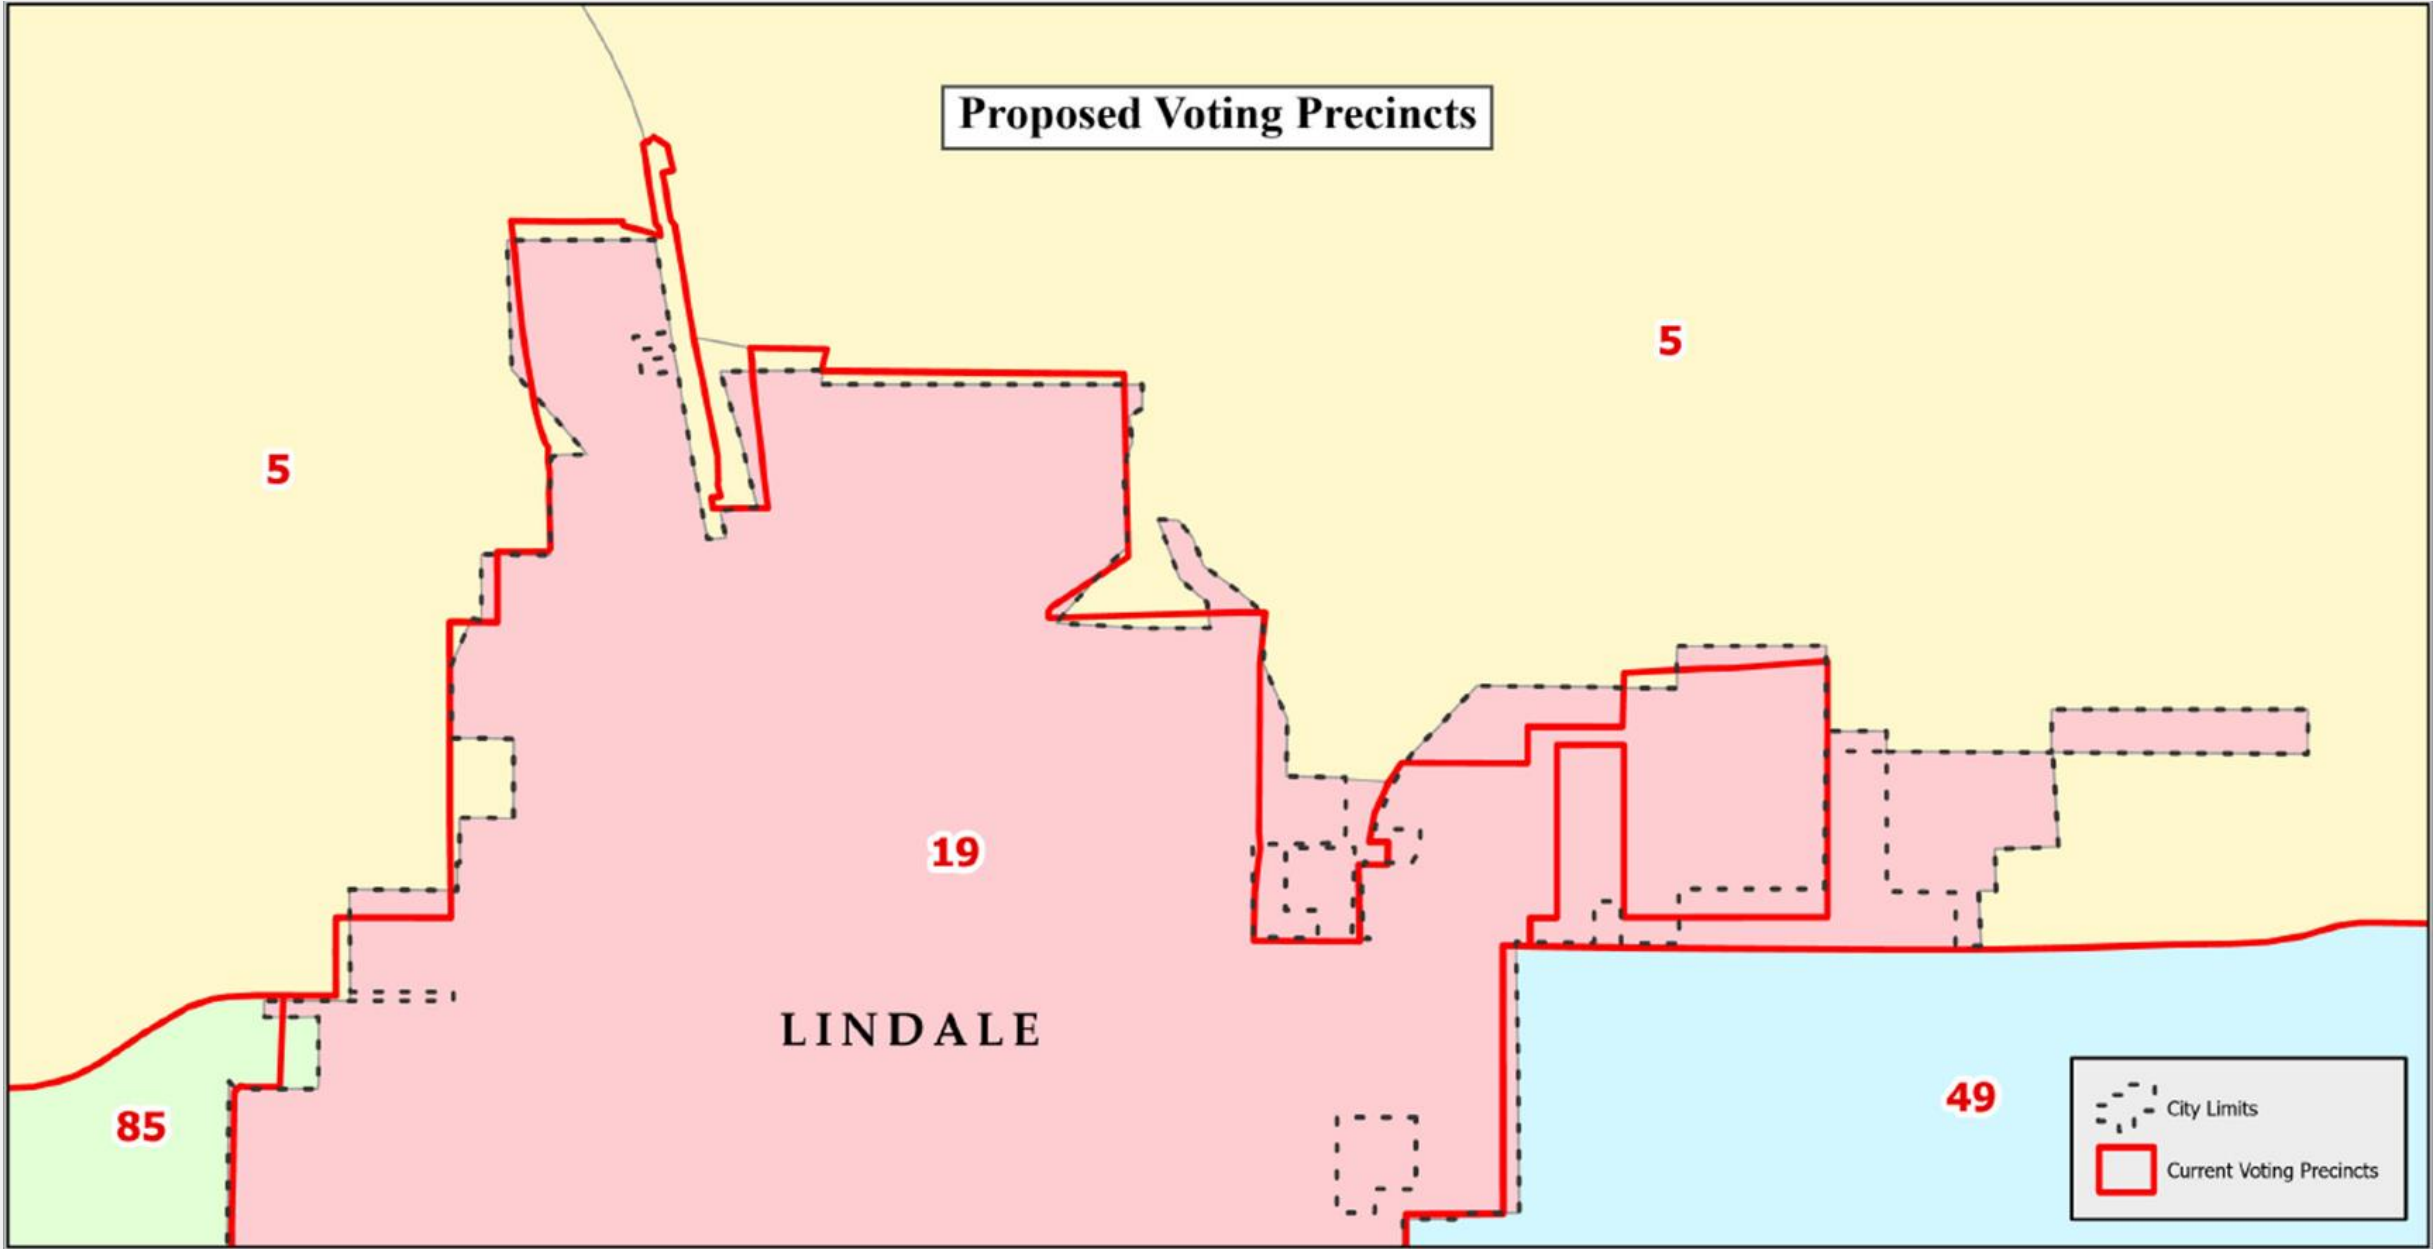 Proposed Voting Precincts
5
5
19
LINDALE
85
49
City Limits
Current Voting Precincts